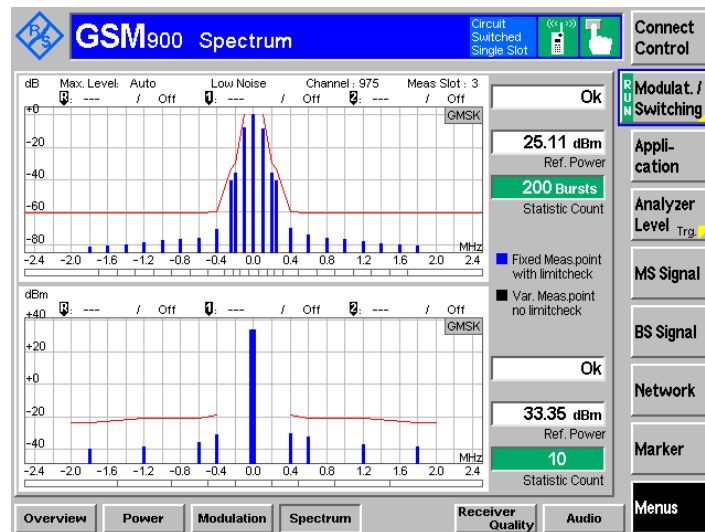 R S
GSM900 Spectrum
Circuit
Switched
Single Slot
Connect
Control
dB Max. Level: Auto Low Noise Channel : 975 Meas Slot : 3
R: --- / Off 1: --- / Off 2: --- / Off
GMSK
+0
-20
-40
-60
-80
MHz
-2.4 -2.0 -1.6 -1.2 -0.8 -0.4 0.0 0.4 0.8 1.2 1.6 2.0 2.4
Ok
25.11 dBm
Ref. Power
200 Bursts
Statistic Count
Fixed Meas.point
with limitcheck
Var. Meas.point
no limitcheck
dBm
R: --- / Off 1: --- / Off 2: --- / Off
GMSK
+40
+20
+0
-20
-40
MHz
-2.4 -2.0 -1.6 -1.2 -0.8 -0.4 0.0 0.4 0.8 1.2 1.6 2.0 2.4
Ok
33.35 dBm
Ref. Power
10
Statistic Count
RUN
Modulat. /
Switching
Appli-
cation
Analyzer
Level Trg.
MS Signal
BS Signal
Network
Marker
Menus
Overview Power Modulation Spectrum Receiver
Quality Audio